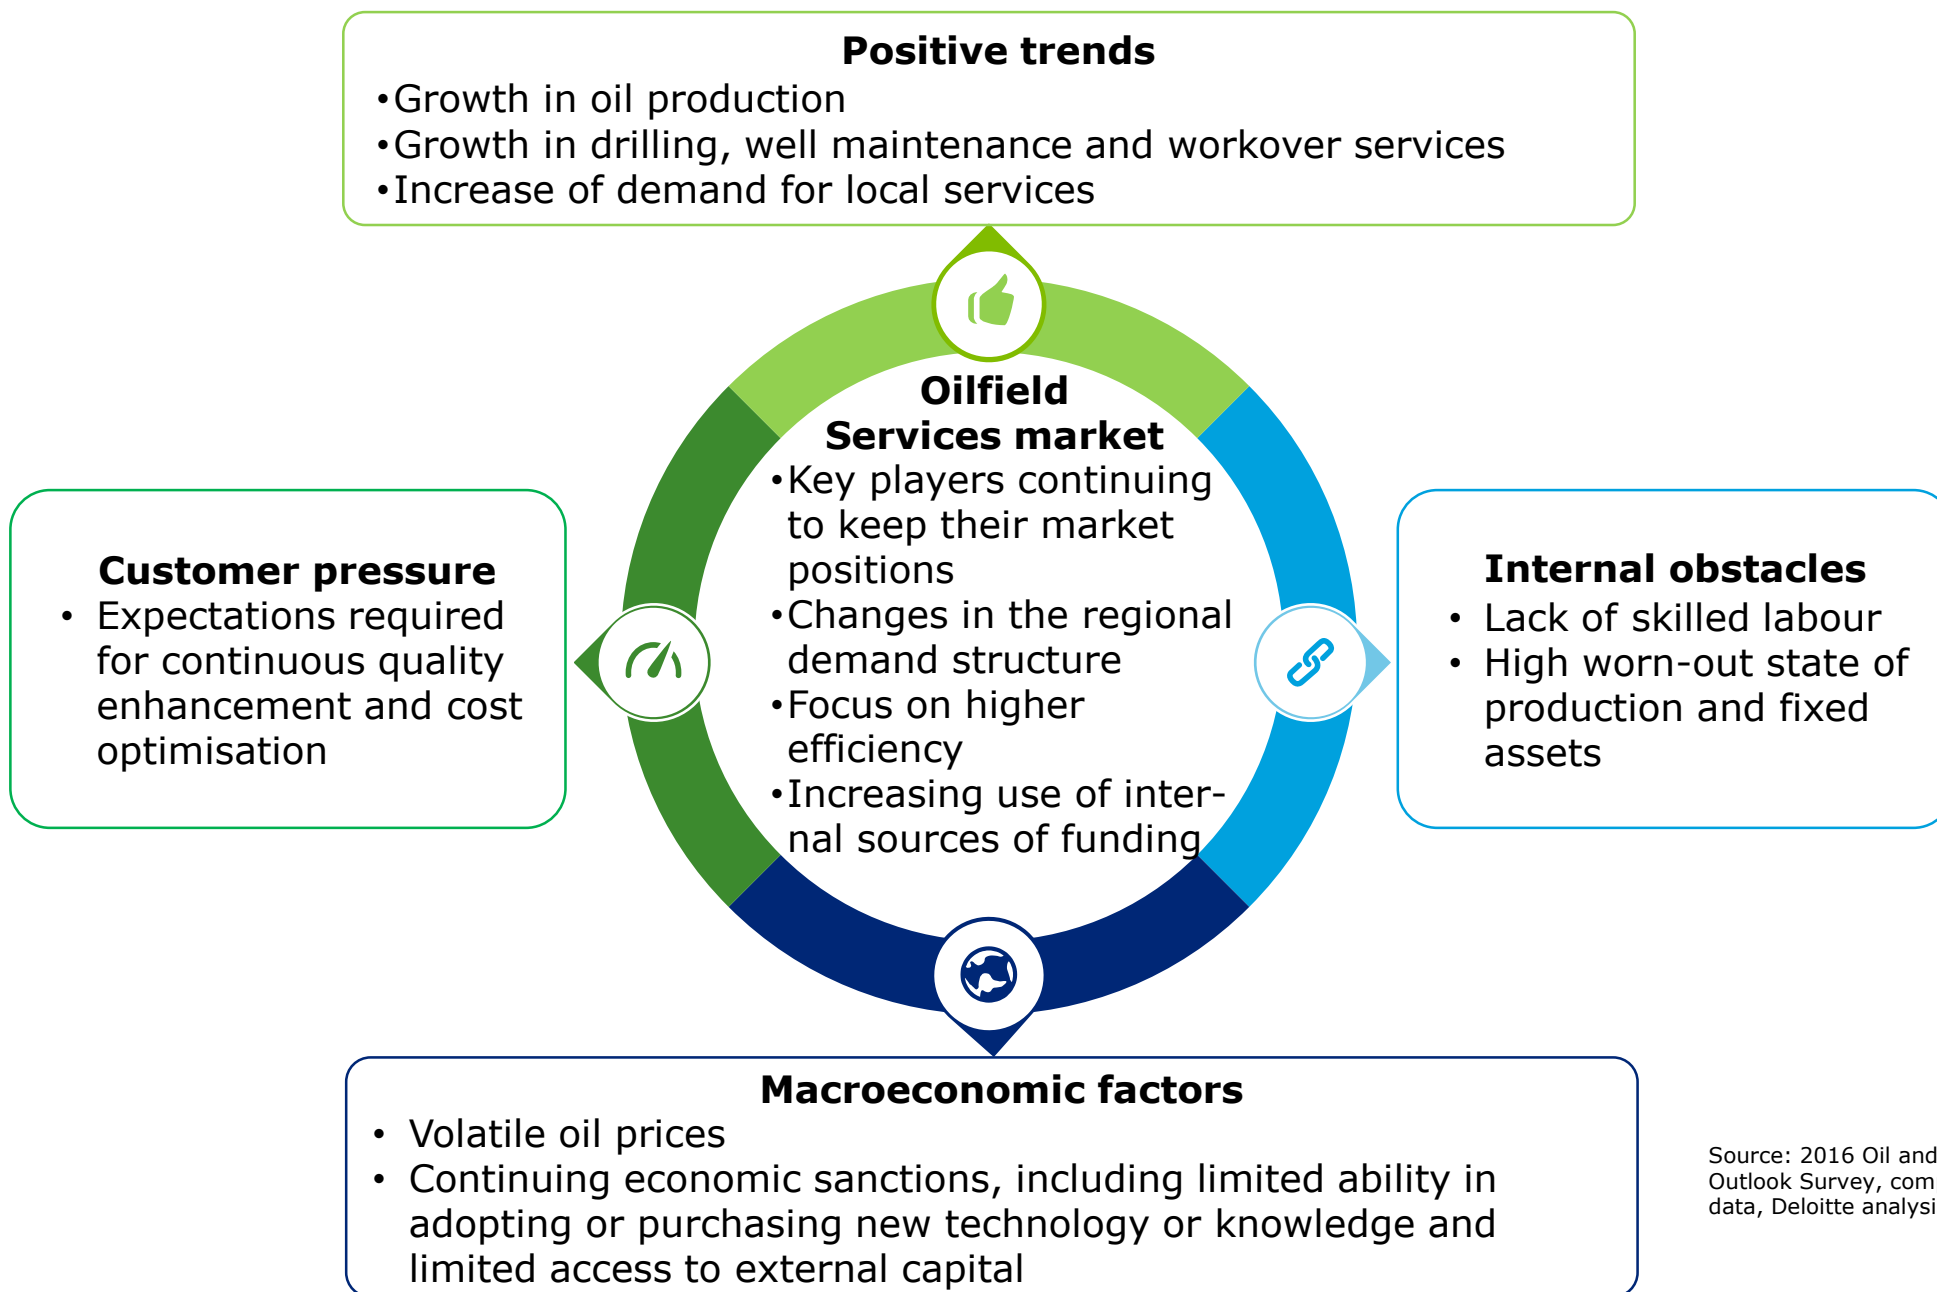 Positive trends
•Growth in oil production
•Growth in drilling, well maintenance and workover services
•Increase of demand for local services
Oilfield
Services market
•Key players continuing
to keep their market
positions
•Changes in the regional
demand structure
•Focus on higher
efficiency
•Increasing use of inter-
nal sources of funding
Customer pressure
• Expectations required
for continuous quality
enhancement and cost
optimisation
Internal obstacles
• Lack of skilled labour
• High worn-out state of
production and fixed
assets
Macroeconomic factors
• Volatile oil prices
• Continuing economic sanctions, including limited ability in
adopting or purchasing new technology or knowledge and
limited access to external capital
Source: 2016 Oil and
Outlook Survey,
data, Deloitte